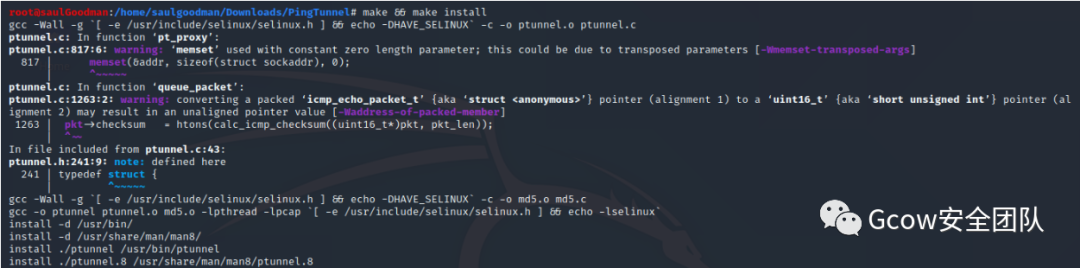 root@saulGoodman:/home/saulgoodman/Downloads/PingTunnel# make && make install
gcc -Wall -g `[ -e /usr/include/selinux/selinux.h ] && echo -DHAVE_SELINUX` -c -o ptunnel.o ptunnel.c
ptunnel.c: In function ‘pt_proxy’:
ptunnel.c:817:6: warning: ‘memset’ used with constant zero length parameter; this could be due to transposed parameters [-Wmemset-transposed-args]
817 | memset(&addr, sizeof(struct sockaddr), 0);
| ^~~~~~
ptunnel.c: In function ‘queue_packet’:
ptunnel.c:1263:2: warning: converting a packed ‘icmp_echo_packet_t’ {aka ‘struct <anonymous>’} pointer (alignment 1) to a ‘uint16_t’ {aka ‘short unsigned int’} pointer (al
ignment 2) may result in an unaligned pointer value [-Waddress-of-packed-member]
1263 | pkt->checksum = htons(calc_icmp_checksum((uint16_t*)pkt, pkt_len));
| ^~~
In file included from ptunnel.c:43:
ptunnel.h:241:9: note: defined here
241 | typedef struct {
| ^~~~~~
gcc -Wall -g `[ -e /usr/include/selinux/selinux.h ] && echo -DHAVE_SELINUX` -c -o md5.o md5.c
gcc -o ptunnel ptunnel.o md5.o -lpthread -lpcap `[ -e /usr/include/selinux/selinux.h ] && echo -lselinux`
install -d /usr/bin/
install -d /usr/share/man/man8/
install ./ptunnel /usr/bin/ptunnel
install ./ptunnel.8 /usr/share/man/man8/ptunnel.8
Gcow安全团队